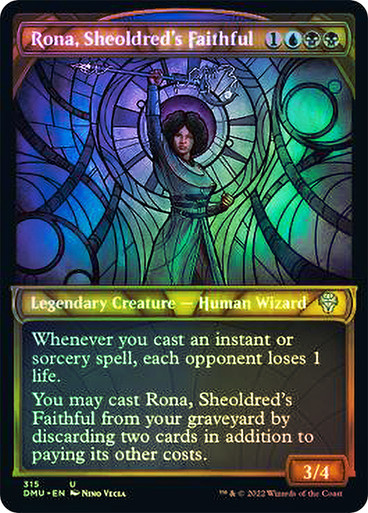 Rona, Sheoldred's Faithful 1
Legendary Creature — Human Wizard
Whenever you cast an instant or
sorcery spell, each opponent loses 1
life.
You may cast Rona, Sheoldred's
Faithful from your graveyard by
discarding two cards in addition to
paying its other costs.
3/4
315 U
DMU • EN Nino Vecia
™ & © 2022 Wizards of the Coast